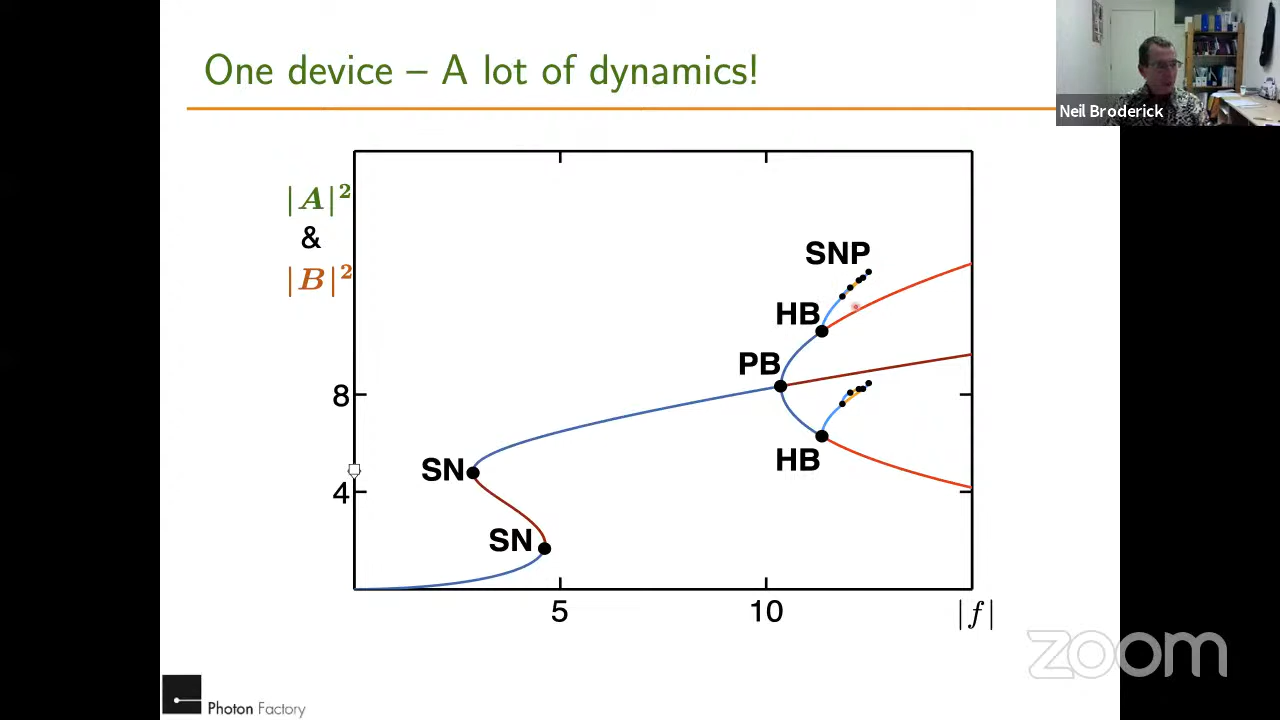 One device – A lot of dynamics!
Neil Broderick
|A|²
&
|B|²
SNP
HB
PB
8
SN
HB
4
SN
5
10
|f|
zoom
Photon Factory